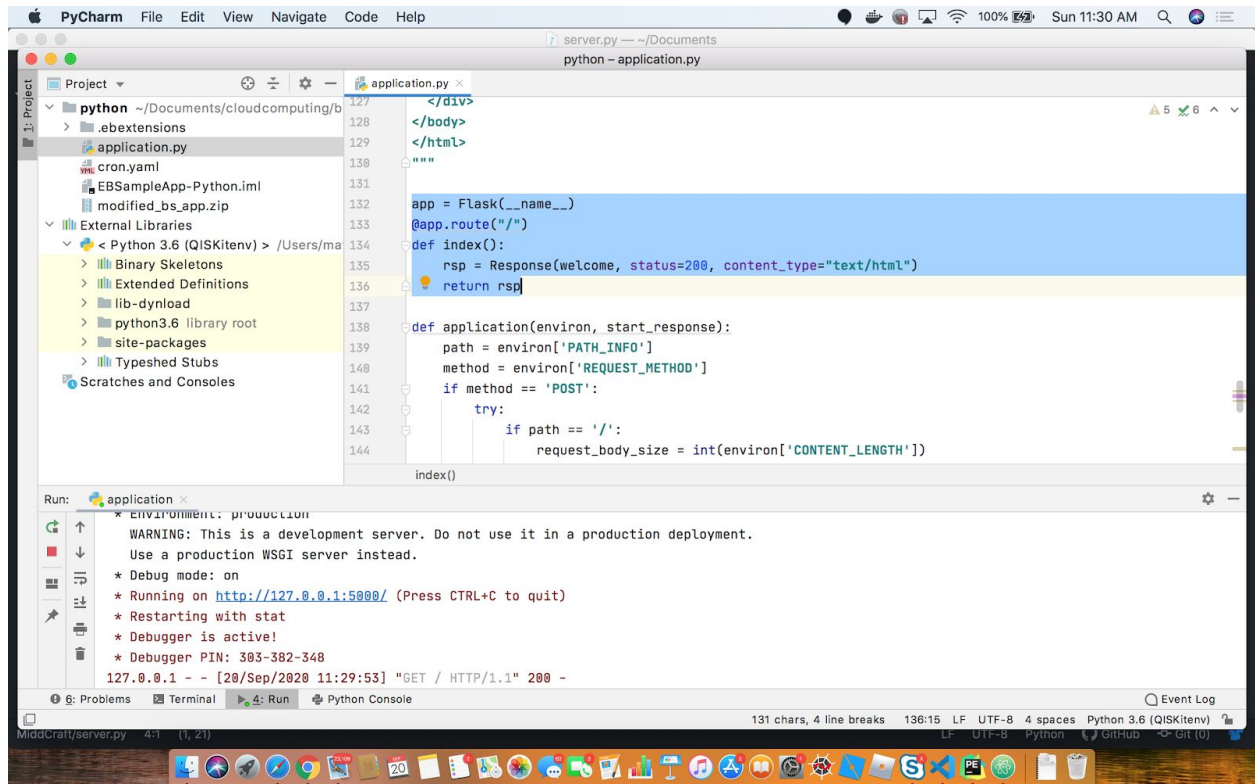 PyCharm File Edit View Navigate Code Help 100% Sun 11:30 AM
server.py — ~/Documents
python – application.py
Project
application.py
1: Project
python ~/Documents/cloudcomputing/b
.ebextensions
application.py
cron.yaml
EBSampleApp-Python.iml
modified_bs_app.zip
External Libraries
< Python 3.6 (QISKitenv) > /Users/ma
Binary Skeletons
Extended Definitions
lib-dynload
python3.6 library root
site-packages
Typeshed Stubs
Scratches and Consoles
5 6
127 </div>
128 </body>
129 </html>
130 """
131
132 app = Flask(__name__)
133 @app.route("/")
134 def index():
135 rsp = Response(welcome, status=200, content_type="text/html")
136 return rsp
137
138 def application(environ, start_response):
139 path = environ['PATH_INFO']
140 method = environ['REQUEST_METHOD']
141 if method == 'POST':
142 try:
143 if path == '/':
144 request_body_size = int(environ['CONTENT_LENGTH'])
index()
Run: application
* Environment: production
WARNING: This is a development server. Do not use it in a production deployment.
Use a production WSGI server instead.
* Debug mode: on
* Running on http://127.0.0.1:5000/ (Press CTRL+C to quit)
* Restarting with stat
* Debugger is active!
* Debugger PIN: 303-382-348
127.0.0.1 - - [20/Sep/2020 11:29:53] "GET / HTTP/1.1" 200 -
6: Problems Terminal 4: Run Python Console Event Log
131 chars, 4 line breaks 136:15 LF UTF-8 4 spaces Python 3.6 (QISKitenv)
MiddCraft/server.py 4:1 (1, 21) LF UTF-8 Python GitHub Git (0)
20
PE